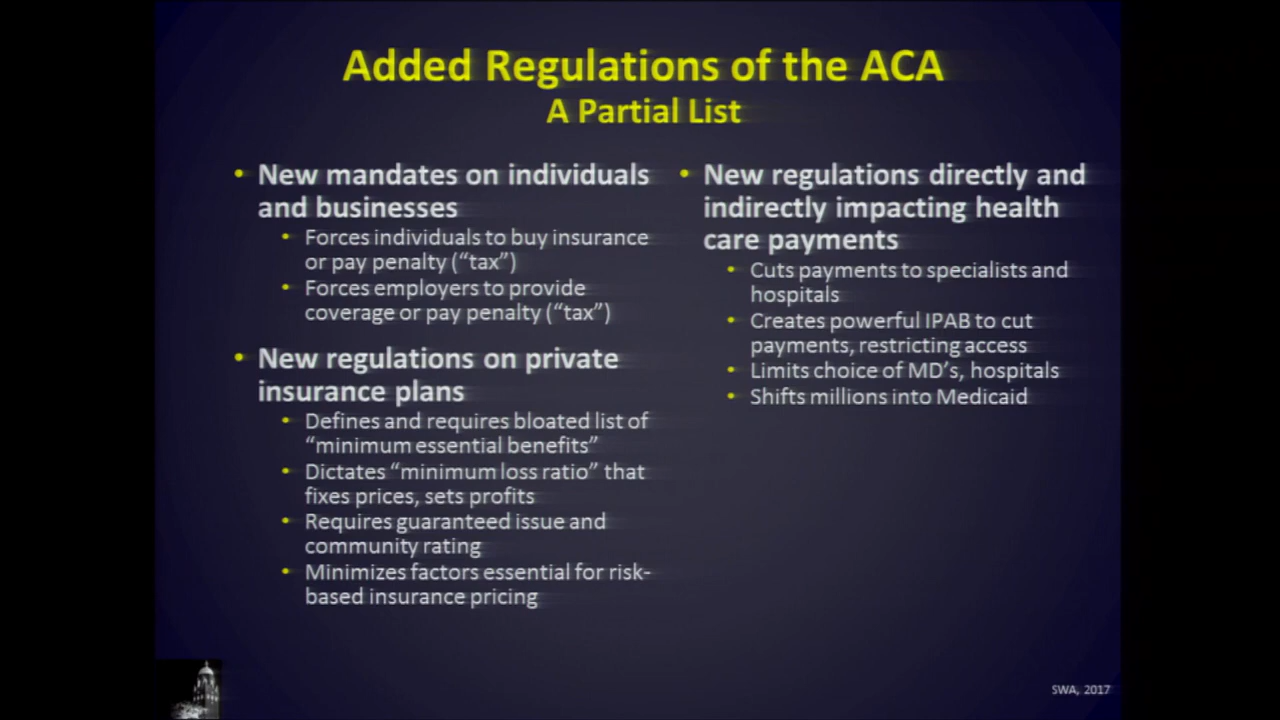 Added Regulations of the ACA
A Partial List
• New mandates on individuals
and businesses
• Forces individuals to buy insurance
or pay penalty (“tax”)
• Forces employers to provide
coverage or pay penalty (“tax”)
• New regulations on private
insurance plans
• Defines and requires bloated list of
“minimum essential benefits”
• Dictates “minimum loss ratio” that
fixes prices, sets profits
• Requires guaranteed issue and
community rating
• Minimizes factors essential for risk-
based insurance pricing
• New regulations directly and
indirectly impacting health
care payments
• Cuts payments to specialists and
hospitals
• Creates powerful IPAB to cut
payments, restricting access
• Limits choice of MD’s, hospitals
• Shifts millions into Medicaid
SWA, 2017